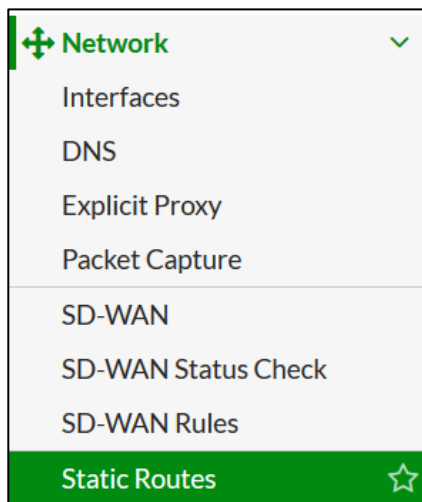 Network
Interfaces
DNS
Explicit Proxy
Packet Capture
SD-WAN
SD-WAN Status Check
SD-WAN Rules
Static Routes